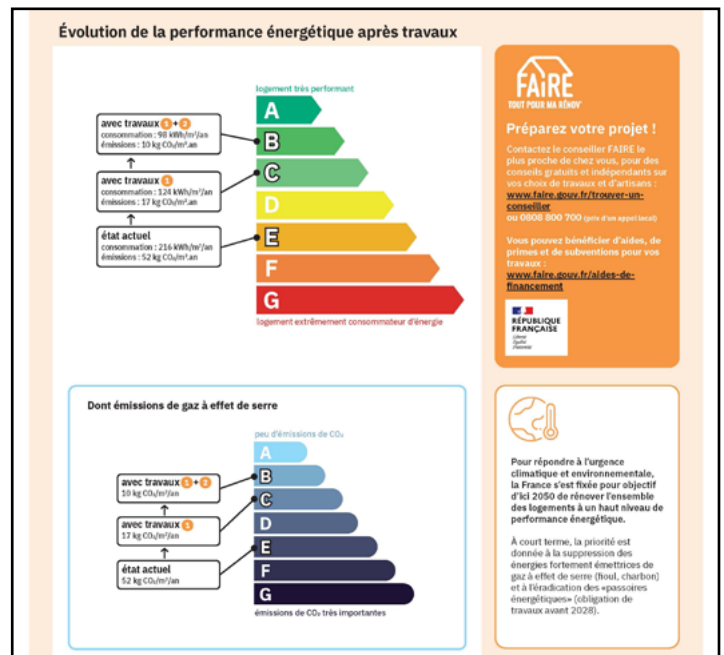 Évolution de la performance énergétique après travaux
logement très performant
A
B
C
D
E
F
G
logement extrêmement consommateur d'énergie
avec travaux 1+2
consommation : 98 kWh/m²/an
émissions : 10 kg CO₂/m².an
avec travaux 1
consommation : 124 kWh/m²/an
émissions : 17 kg CO₂/m².an
état actuel
consommation : 216 kWh/m²/an
émissions : 52 kg CO₂/m².an
FAiRE
TOUT POUR MA RÉNOV'
Préparez votre projet !
Contactez le conseiller FAIRE le
plus proche de chez vous, pour des
conseils gratuits et indépendants sur
vos choix de travaux et d'artisans :
www.faire.gouv.fr/trouver-un-
conseiller
ou 0808 800 700 (prix d'un appel local)
Vous pouvez bénéficier d'aides, de
primes et de subventions pour vos
travaux :
www.faire.gouv.fr/aides-de-
financement
RÉPUBLIQUE
FRANÇAISE
Liberté
Égalité
Fraternité
Dont émissions de gaz à effet de serre
peu d'émissions de CO₂
A
B
C
D
E
F
G
émissions de CO₂ très importantes
avec travaux 1+2
10 kg CO₂/m²/an
avec travaux 1
17 kg CO₂/m²/an
état actuel
52 kg CO₂/m²/an
Pour répondre à l'urgence
climatique et environnementale,
la France s'est fixée pour objectif
d'ici 2050 de rénover l'ensemble
des logements à un haut niveau de
performance énergétique.
À court terme, la priorité est
donnée à la suppression des
énergies fortement émettrices de
gaz à effet de serre (fioul, charbon)
et à l'éradication des «passoires
énergétiques» (obligation de
travaux avant 2028).